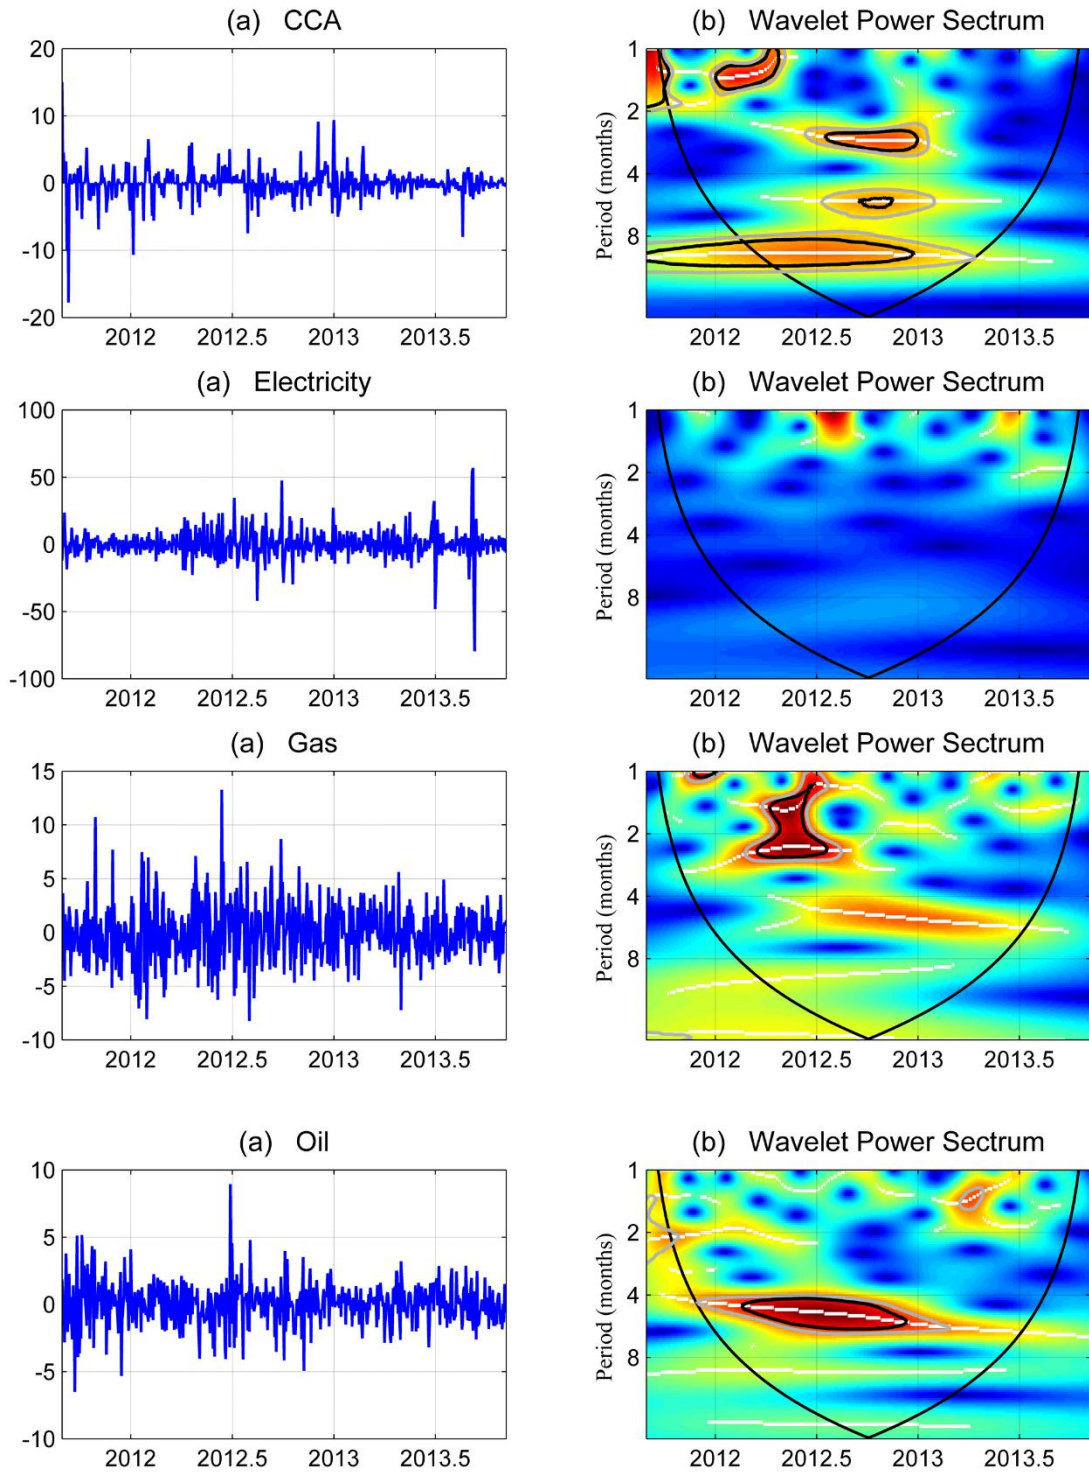 (a) CCA
(b) Wavelet Power Sectrum
20
10
0
-10
-20
2012 2012.5 2013 2013.5
Period (months)
1
2
4
8
2012 2012.5 2013 2013.5
(a) Electricity
(b) Wavelet Power Sectrum
100
50
0
-50
-100
2012 2012.5 2013 2013.5
Period (months)
1
2
4
8
2012 2012.5 2013 2013.5
(a) Gas
(b) Wavelet Power Sectrum
15
10
5
0
-5
-10
2012 2012.5 2013 2013.5
Period (months)
1
2
4
8
2012 2012.5 2013 2013.5
(a) Oil
(b) Wavelet Power Sectrum
10
5
0
-5
-10
2012 2012.5 2013 2013.5
Period (months)
1
2
4
8
2012 2012.5 2013 2013.5